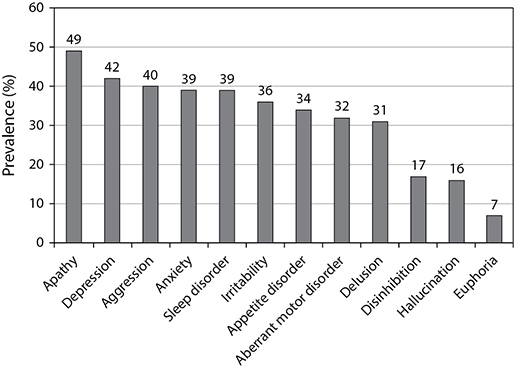 Prevalence (%)
60
50
40
30
20
10
0
49
42
40
39
39
36
34
32
31
17
16
7
Apathy
Depression
Aggression
Anxiety
Sleep disorder
Irritability
Appetite disorder
Aberrant motor disorder
Delusion
Disinhibition
Hallucination
Euphoria